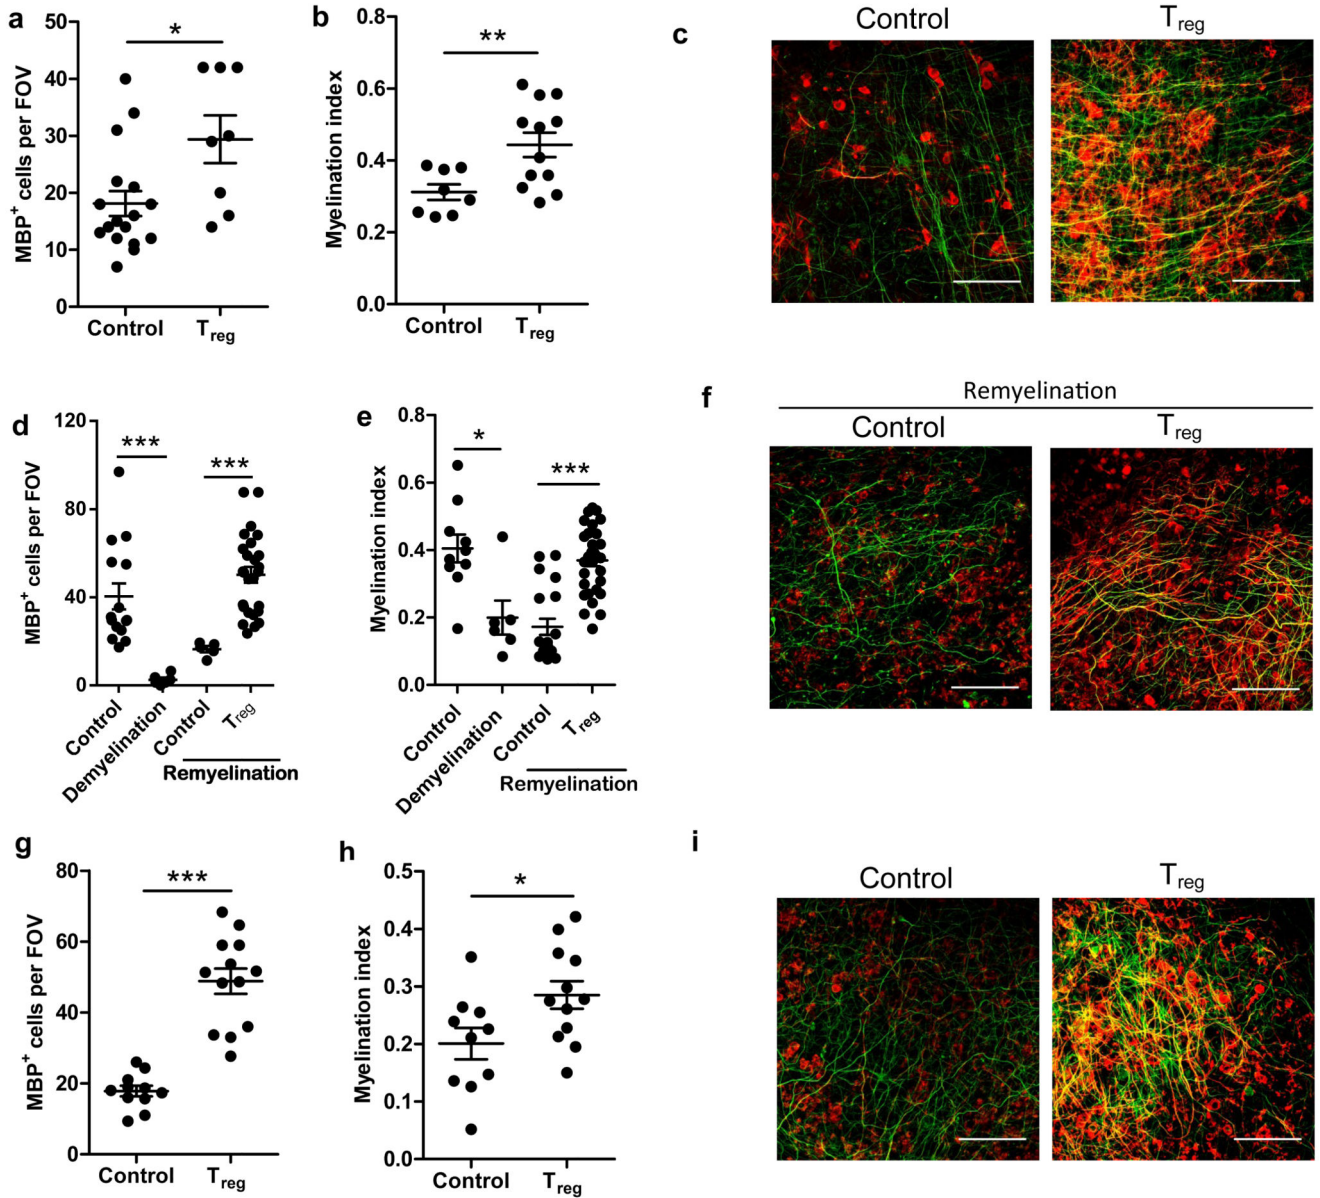 a
50
40
30
20
10
0
MBP+ cells per FOV
*
Control
Treg
b
0.8
0.6
0.4
0.2
0.0
Myelination index
**
Control
Treg
c
Control
Treg
d
120
80
40
0
MBP+ cells per FOV
***
***
Control
Demyelination
Control
Treg
Remyelination
e
0.8
0.6
0.4
0.2
0.0
Myelination index
*
***
Control
Demyelination
Control
Treg
Remyelination
f
Remyelination
Control
Treg
g
80
60
40
20
0
MBP+ cells per FOV
***
Control
Treg
h
0.5
0.4
0.3
0.2
0.1
0.0
Myelination index
*
Control
Treg
i
Control
Treg